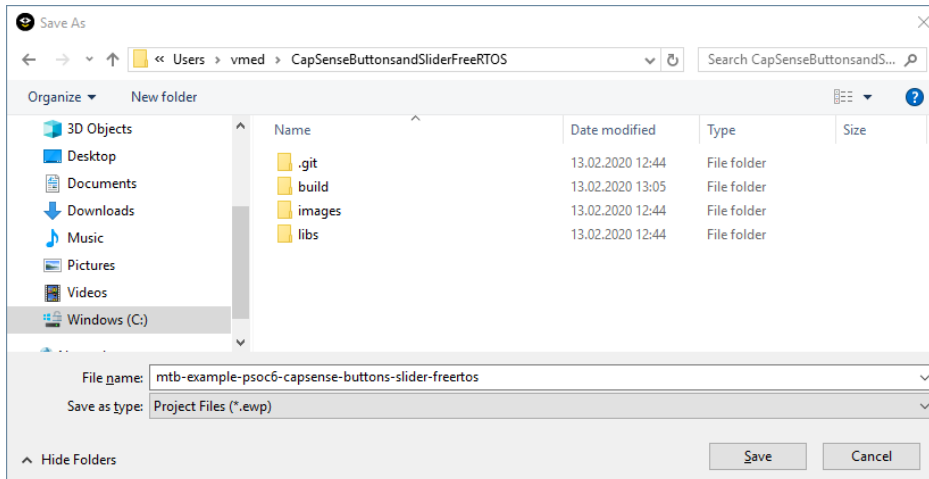 Save As
« Users › vmed › CapSenseButtonsandSliderFreeRTOS
Search CapSenseButtonsandS...
Organize New folder
3D Objects
Desktop
Documents
Downloads
Music
Pictures
Videos
Windows (C:)
Name Date modified Type Size
.git 13.02.2020 12:44 File folder
build 13.02.2020 13:05 File folder
images 13.02.2020 12:44 File folder
libs 13.02.2020 12:44 File folder
File name: mtb-example-psoc6-capsense-buttons-slider-freertos
Save as type: Project Files (*.ewp)
Hide Folders
Save Cancel